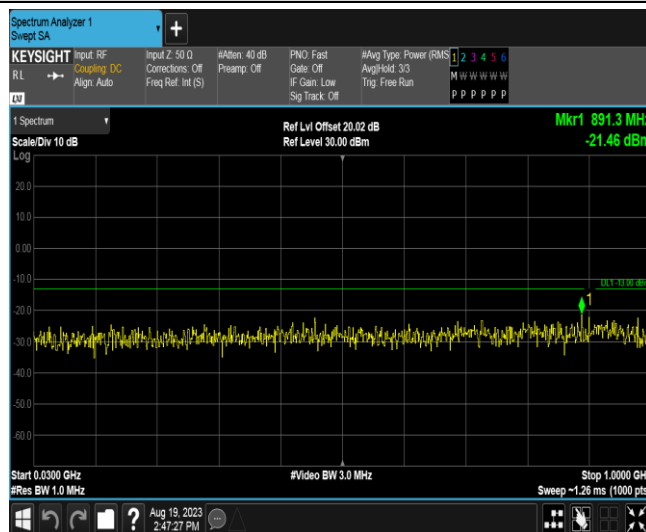 Spectrum Analyzer 1
Swept SA
KEYSIGHT
RL
LXI
Input: RF
Coupling: DC
Align: Auto
Input Z: 50 Ω
Corrections: Off
Freq Ref: Int (S)
#Atten: 40 dB
Preamp: Off
PNO: Fast
Gate: Off
IF Gain: Low
Sig Track: Off
#Avg Type: Power (RMS
Avg|Hold: 3/3
Trig: Free Run
1 2 3 4 5 6
M W W W W W
P P P P P P
1 Spectrum
Scale/Div 10 dB
Log
Ref Lvl Offset 20.02 dB
Ref Level 30.00 dBm
Mkr1 891.3 MHz
-21.46 dBm
20.0
10.0
0.00
-10.0
DL1 -13.00 dBm
1
-20.0
-30.0
-40.0
-50.0
-60.0
Start 0.0300 GHz
#Res BW 1.0 MHz
#Video BW 3.0 MHz
Stop 1.0000 GHz
Sweep ~1.26 ms (1000 pts)
?
Aug 19, 2023
2:47:27 PM